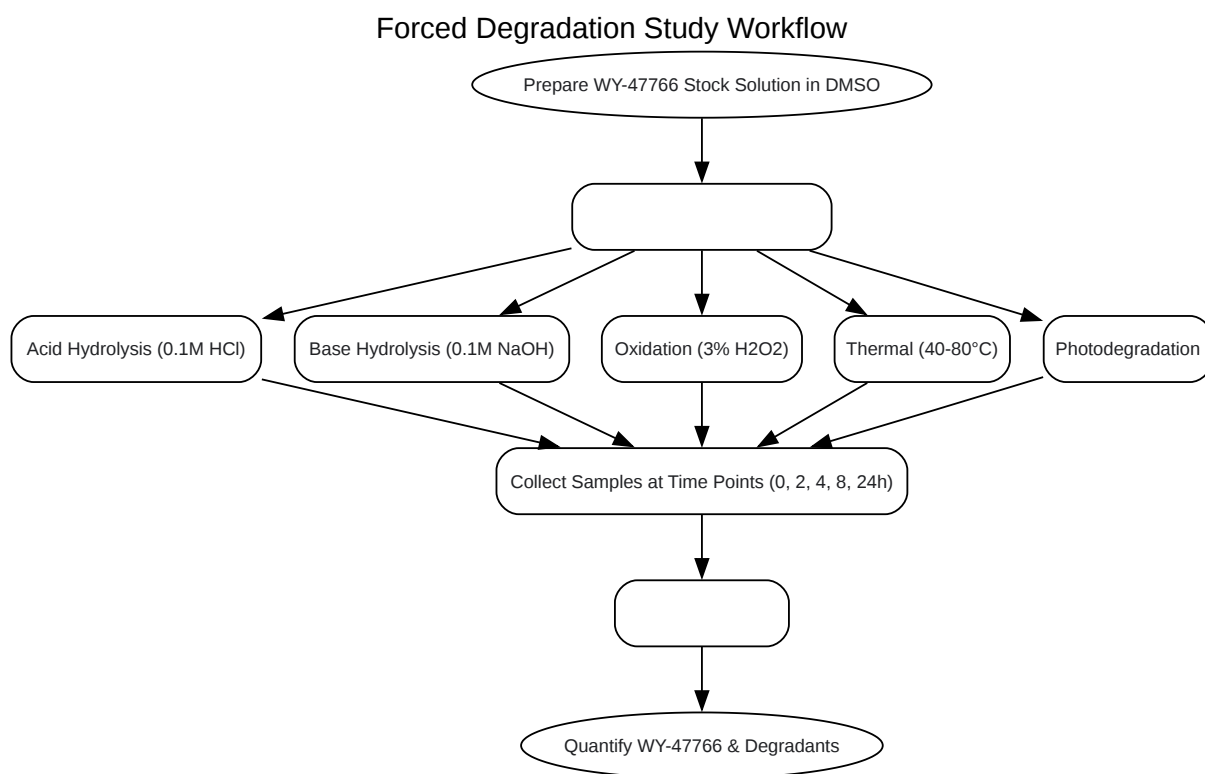 Forced Degradation Study Workflow
Prepare WY-47766 Stock Solution in DMSO
Acid Hydrolysis (0.1M HCl)
Base Hydrolysis (0.1M NaOH)
Oxidation (3% H2O2)
Thermal (40-80°C)
Photodegradation
Collect Samples at Time Points (0, 2, 4, 8, 24h)
Quantify WY-47766 & Degradants